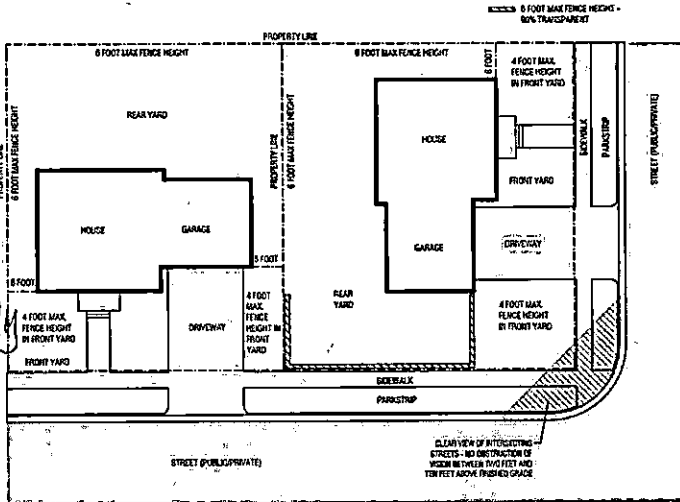 6 FOOT MAX FENCE HEIGHT -
90% TRANSPARENT
PROPERTY LINE
6 FOOT MAX FENCE HEIGHT
6 FOOT MAX FENCE HEIGHT
6 FOOT
4 FOOT MAX.
FENCE HEIGHT
IN FRONT YARD
PROPERTY LINE
6 FOOT MAX FENCE HEIGHT
REAR YARD
PROPERTY LINE
6 FOOT MAX FENCE HEIGHT
HOUSE
SIDEWALK
PARKSTRIP
STREET (PUBLIC/PRIVATE)
FRONT YARD
HOUSE
GARAGE
GARAGE
DRIVEWAY
6 FOOT
6 FOOT
4 FOOT MAX.
FENCE HEIGHT
IN FRONT YARD
FRONT YARD
DRIVEWAY
4 FOOT
MAX.
FENCE
HEIGHT IN
FRONT
YARD
REAR
YARD
4 FOOT MAX.
FENCE HEIGHT
IN FRONT YARD
SIDEWALK
PARKSTRIP
STREET (PUBLIC/PRIVATE)
CLEAR VIEW OF INTERSECTING
STREETS - NO OBSTRUCTION OF
VISION BETWEEN TWO FEET AND
TEN FEET ABOVE FINISHED GRADE